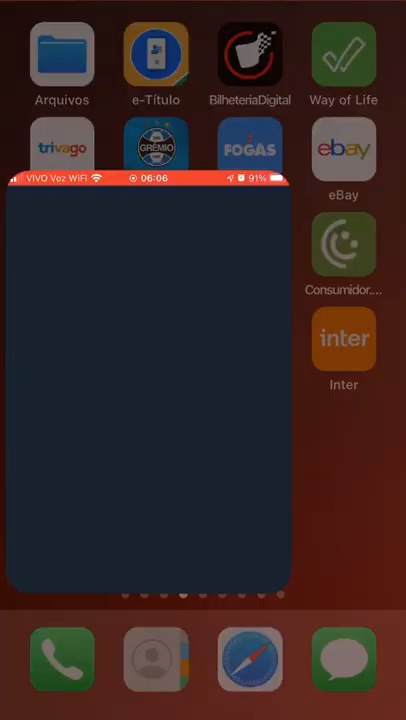 Arquivos
e-Título
BilheteriaDigital
Way of Life
trivago
GRÊMIO
FOGÁS
ebay
VIVO Voz WiFi
06:06
91%
eBay
Consumidor....
inter
Inter